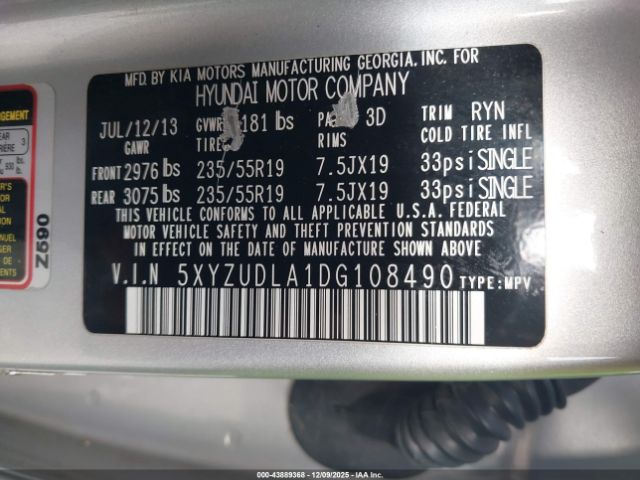 MFD. BY KIA MOTORS MANUFACTURING GEORGIA, INC. FOR
HYUNDAI MOTOR COMPANY
JUL/12/13 GVWR 181 lbs 3D TRIM RYN
GAWR RIMS COLD TIRE INFL
FRONT 2976 lbs 235/55R19 7.5JX19 33psi SINGLE
REAR 3075 lbs 235/55R19 7.5JX19 33psi SINGLE
THIS VEHICLE CONFORMS TO ALL APPLICABLE U.S.A. FEDERAL
MOTOR VEHICLE SAFETY AND THEFT PREVENTION STANDARDS
IN EFFECT ON THE DATE OF MANUFACTURE SHOWN ABOVE.
V.I.N 5XYZUDLA1DG108490 TYPE:MPV
Z590
3
lbs.
kg.
MANUEL
© 43889368 - 12/09/2025 - IAA Inc.